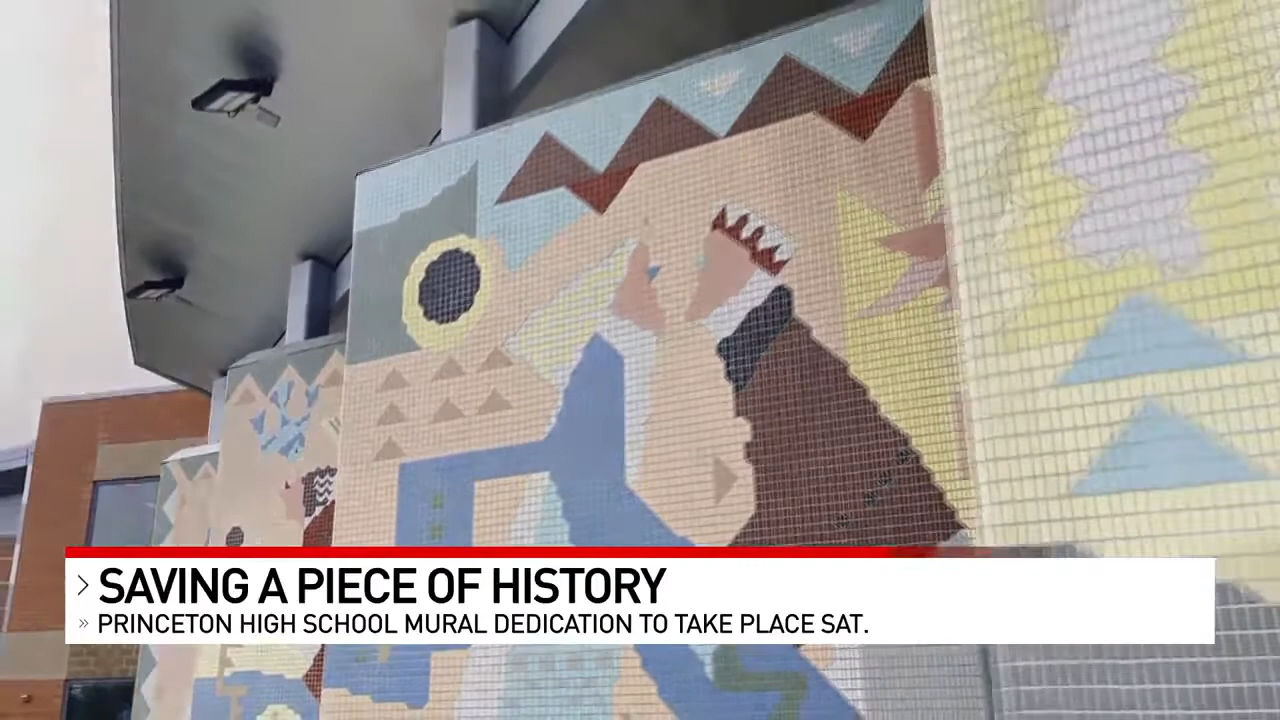 SAVING A PIECE OF HISTORY
PRINCETON HIGH SCHOOL MURAL DEDICATION TO TAKE PLACE SAT.